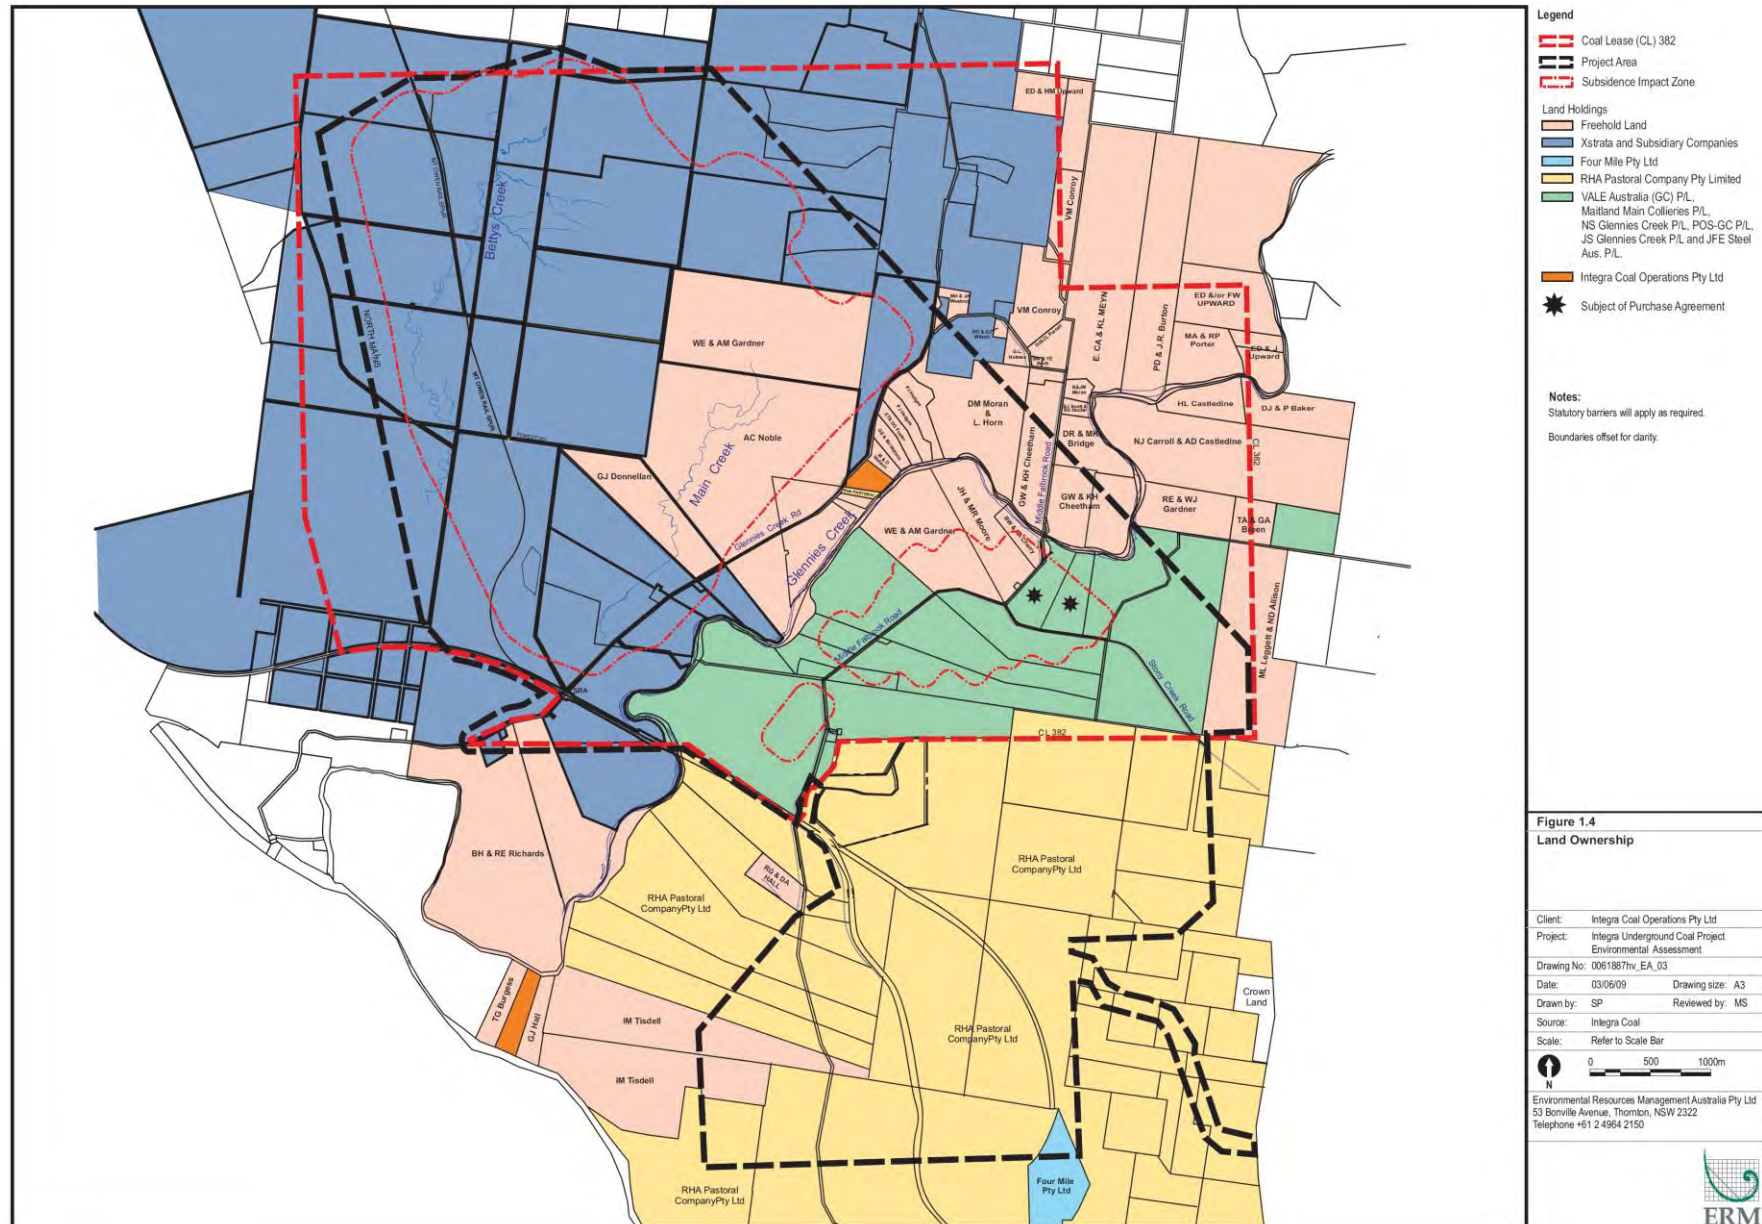 Legend
Coal Lease (CL) 382
Project Area
Subsidence Impact Zone
Land Holdings
Freehold Land
Xstrata and Subsidiary Companies
Four Mile Pty Ltd
RHA Pastoral Company Pty Limited
VALE Australia (GC) P/L,
Maitland Main Collieries P/L,
NS Glennies Creek P/L, POS-GC P/L,
JS Glennies Creek P/L and JFE Steel
Aus. P/L.
Integra Coal Operations Pty Ltd
Subject of Purchase Agreement
Notes:
Statutory barriers will apply as required.
Boundaries offset for clarity.
Figure 1.4
Land Ownership
Client: Integra Coal Operations Pty Ltd
Project: Integra Underground Coal Project
Environmental Assessment
Drawing No: 0061887hv_EA_03
Date: 03/06/09 Drawing size: A3
Drawn by: SP Reviewed by: MS
Source: Integra Coal
Scale: Refer to Scale Bar
0 500 1000m
N
Environmental Resources Management Australia Pty Ltd
53 Bonville Avenue, Thornton, NSW 2322
Telephone +61 2 4964 2150
ERM
ED & HM Upward
VM Conroy
MT OWEN RAIL SPUR
Bettys Creek
NORTH MAINS
MT OWEN RAIL SPUR
WE & AM Gardner
VM Conroy
E. CA & KL MEYN
PD & J.R. Burton
ED &/or FW
UPWARD
MA & RP
Porter
ED & J
Upward
HL Castledine
DJ & P Baker
DM Moran
&
L. Horn
GW & KH Cheetham
Middle Falbrook Road
DR & MK
Bridge
NJ Carroll & AD Castledine
CL 382
AC Noble
GJ Donnellan
Main Creek
Glennies Creek Rd
Glennies Creek
RHA PASTORAL
WE & AM Gardner
JH & MR Moore
GW & KH
Cheetham
RE & WJ
Gardner
TA & GA
Breen
ML Leggett & ND Allison
Middle Falbrook Road
Stony Creek Road
CL 382
BH & RE Richards
RG & DA
HALL
RHA Pastoral
CompanyPty Ltd
RHA Pastoral
CompanyPty Ltd
TG Burgess
GJ Hall
IM Tisdell
IM Tisdell
RHA Pastoral
CompanyPty Ltd
Crown
Land
RHA Pastoral
CompanyPty Ltd
Four Mile
Pty Ltd